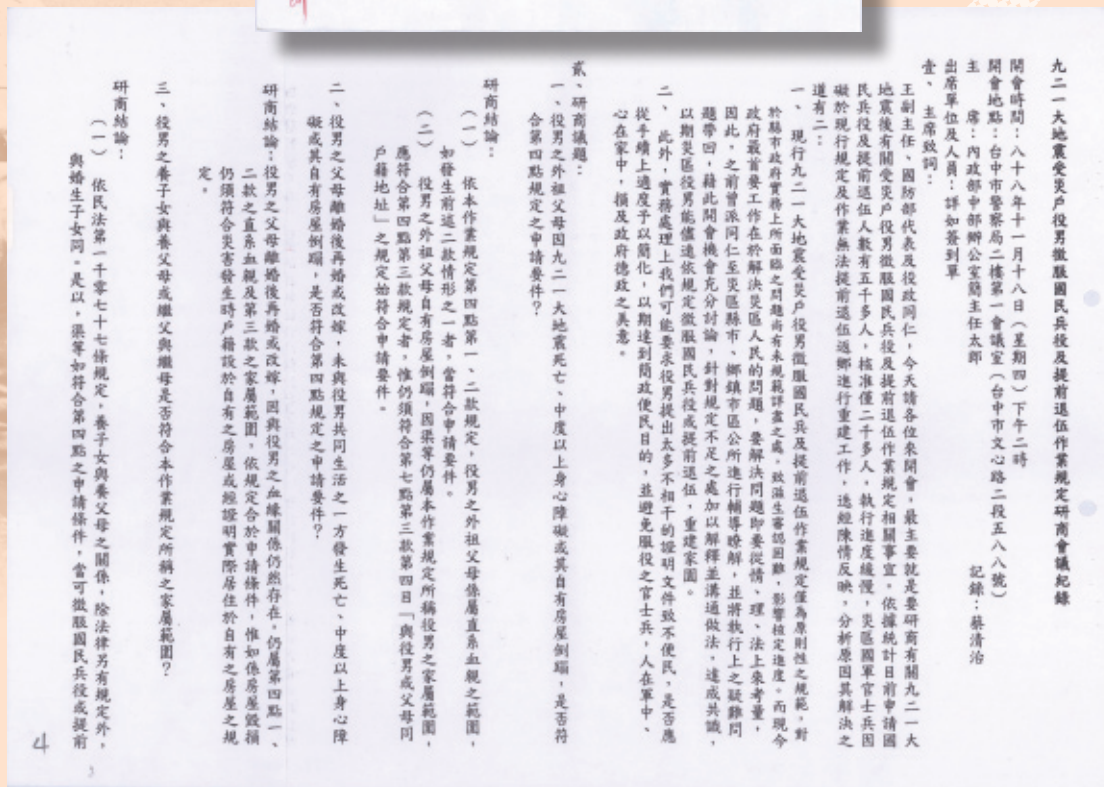 九二一大地震受災戶役男徵服國民兵役及提前退伍作業規定研商會議紀錄
開會時間：八十八年十一月十八日（星期四）下午二時
開會地點：台中市警察局二樓第一會議室（台中市文心路二段五八八號）
主　　席：內政部中部辦公室簡主任太郎　　　　記錄：蔡清治
出席單位及人員：詳如簽到單
壹、主席致詞：
王副主任、國防部代表及役政同仁，今天請各位來開會，最主要就是要研商有關九二一大
地震後有關受災戶役男徵服國民兵役及提前退伍作業規定相關事宜。依據統計目前申請國
民兵役及提前退伍人數有五千多人，核准僅二千多人，執行進度緩慢，災區國軍官士兵因
礙於現行規定及作業無法提前退伍返鄉進行重建工作，迭經陳情反映，分析原因其解決之
道有二：
一、現行九二一大地震受災戶役男徵服國民兵及提前退伍作業規定僅為原則性之規範，對
於縣市政府實務上所面臨之問題尚有未規範詳盡之處，致滋生審認困難，影響核定進度。而現今
政府最首要工作在於解決災區人民的問題，要解決問題即要從情、理、法上來考量，
因此，之前曾派同仁至災區縣市、鄉鎮市區公所進行輔導瞭解，並將執行上之疑難問
題帶回，藉此開會機會充分討論，針對規定不足之處加以解釋並溝通做法，達成共識，
以期災區役男能儘速依規定徵服國民兵役或提前退伍，重建家園。
二、此外，實務處理上我們可能要求役男提出太多不相干的證明文件致不便民，是否應
從手續上適度予以簡化，以期達到簡政便民目的，並避免服役之官士兵，人在軍中、
心在家中，損及政府德政之美意。
貳、研商議題：
一、役男之外祖父母因九二一大地震死亡、中度以上身心障礙或其自有房屋倒塌，是否符
合第四點規定之申請要件？
研商結論：
（一）依本作業規定第四點第一、二款規定，役男之外祖父母係屬直系血親之範圍，
如發生前述二款情形之一者，當符合申請要件。
（二）役男之外祖父母自有房屋倒塌，因渠等仍屬本作業規定所稱役男之家屬範圍，
應符合第四點第三款規定者，惟仍須符合第七點第三款第四目「與役男或父母同
戶籍地址」之規定始符合申請要件。
二、役男之父母離婚後再婚或改嫁，未與役男共同生活之一方發生死亡、中度以上身心障
礙或其自有房屋倒塌，是否符合第四點規定之申請要件？
研商結論：役男之父母離婚後再婚或改嫁，因與役男之血緣關係仍然存在，仍屬第四點一、
二款之直系血親及第三款之家屬範圍，依規定合於申請條件，惟如係房屋毀損
仍須符合災害發生時戶籍設於自有之房屋或經證明實際居住於自有之房屋之規
定。
三、役男之養子女與養父母或繼父與繼母是否符合本作業規定所稱之家屬範圍？
研商結論：
（一）依民法第一千零七十七條規定，養子女與養父母之關係，除法律另有規定外，
與婚生子女同。是以，渠等如符合第四點之申請條件，當可徵服國民兵役或提前
4